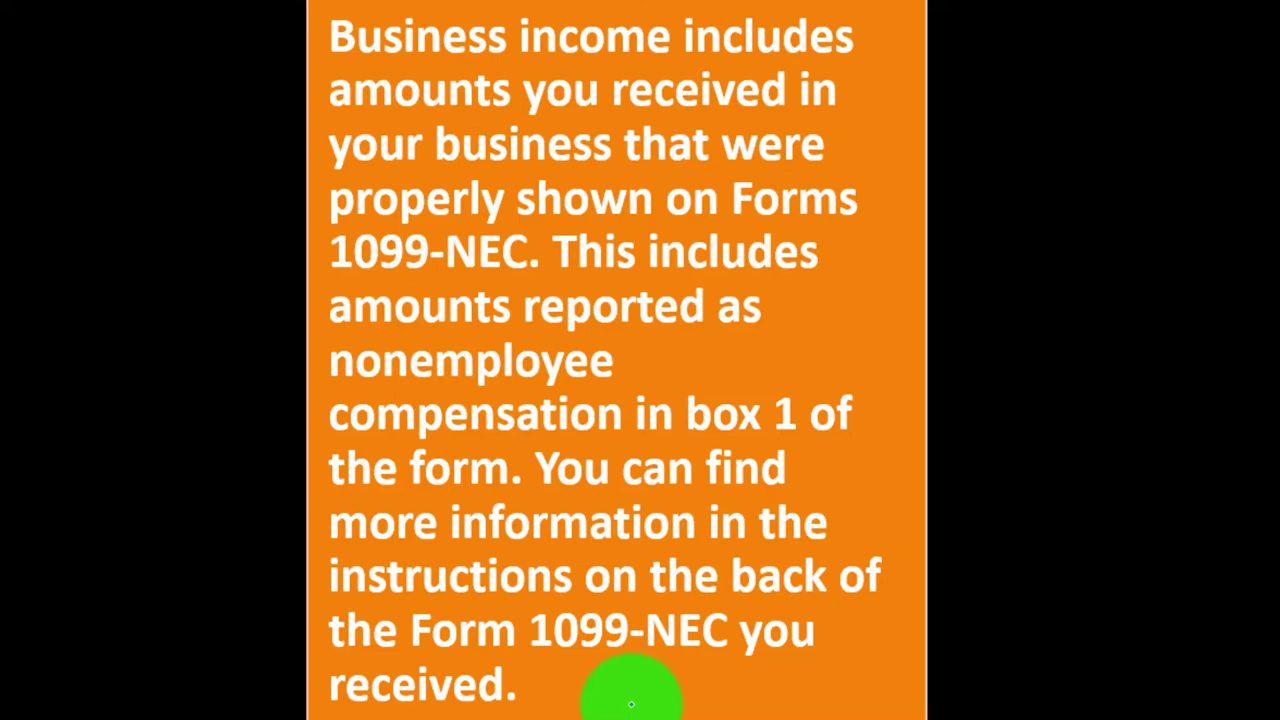 Business income includes
amounts you received in
your business that were
properly shown on Forms
1099-NEC. This includes
amounts reported as
nonemployee
compensation in box 1 of
the form. You can find
more information in the
instructions on the back of
the Form 1099-NEC you
received.